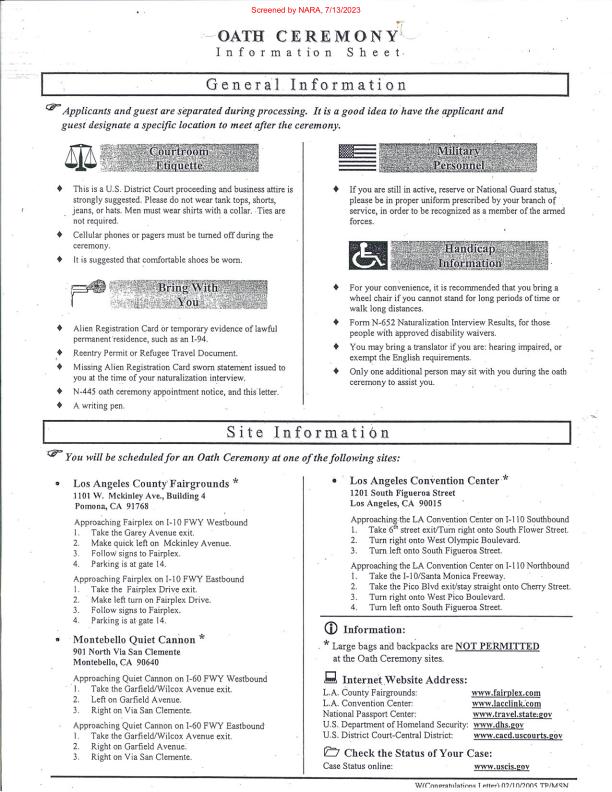 Screened by NARA, 7/13/2023
OATH CEREMONY
Information Sheet
General Information
Applicants and guest are separated during processing. It is a good idea to have the applicant and
guest designate a specific location to meet after the ceremony.
Courtroom
Etiquette
♦ This is a U.S. District Court proceeding and business attire is
strongly suggested. Please do not wear tank tops, shorts,
jeans, or hats. Men must wear shirts with a collar. Ties are
not required.
♦ Cellular phones or pagers must be turned off during the
ceremony.
♦ It is suggested that comfortable shoes be worn.
Bring With
You
♦ Alien Registration Card or temporary evidence of lawful
permanent residence, such as an I-94.
♦ Reentry Permit or Refugee Travel Document.
♦ Missing Alien Registration Card sworn statement issued to
you at the time of your naturalization interview.
♦ N-445 oath ceremony appointment notice, and this letter.
♦ A writing pen.
Military
Personnel
♦ If you are still in active, reserve or National Guard status,
please be in proper uniform prescribed by your branch of
service, in order to be recognized as a member of the armed
forces.
Handicap
Information
♦ For your convenience, it is recommended that you bring a
wheel chair if you cannot stand for long periods of time or
walk long distances.
♦ Form N-652 Naturalization Interview Results, for those
people with approved disability waivers.
♦ You may bring a translator if you are: hearing impaired, or
exempt the English requirements.
♦ Only one additional person may sit with you during the oath
ceremony to assist you.
Site Information
You will be scheduled for an Oath Ceremony at one of the following sites:
• Los Angeles County Fairgrounds *
1101 W. Mckinley Ave., Building 4
Pomona, CA 91768
Approaching Fairplex on I-10 FWY Westbound
1. Take the Garey Avenue exit.
2. Make quick left on Mckinley Avenue.
3. Follow signs to Fairplex.
4. Parking is at gate 14.
Approaching Fairplex on I-10 FWY Eastbound
1. Take the Fairplex Drive exit.
2. Make left turn on Fairplex Drive.
3. Follow signs to Fairplex.
4. Parking is at gate 14.
• Montebello Quiet Cannon *
901 North Via San Clemente
Montebello, CA 90640
Approaching Quiet Cannon on I-60 FWY Westbound
1. Take the Garfield/Wilcox Avenue exit.
2. Left on Garfield Avenue.
3. Right on Via San Clemente.
Approaching Quiet Cannon on I-60 FWY Eastbound
1. Take the Garfield/Wilcox Avenue exit.
2. Right on Garfield Avenue.
3. Right on Via San Clemente.
• Los Angeles Convention Center *
1201 South Figueroa Street
Los Angeles, CA 90015
Approaching the LA Convention Center on I-110 Southbound
1. Take 6th street exit/Turn right onto South Flower Street.
2. Turn right onto West Olympic Boulevard.
3. Turn left onto South Figueroa Street.
Approaching the LA Convention Center on I-110 Northbound
1. Take the I-10/Santa Monica Freeway.
2. Take the Pico Blvd exit/stay straight onto Cherry Street.
3. Turn right onto West Pico Boulevard.
4. Turn left onto South Figueroa Street.
Information:
* Large bags and backpacks are NOT PERMITTED
at the Oath Ceremony sites.
Internet Website Address:
L.A. County Fairgrounds: www.fairplex.com
L.A. Convention Center: www.lacclink.com
National Passport Center: www.travel.state.gov
U.S. Department of Homeland Security: www.dhs.gov
U.S. District Court-Central District: www.cacd.uscourts.gov
Check the Status of Your Case:
Case Status online: www.uscis.gov
W(Congratulations Letter) 02/10/2005 TP/MSN